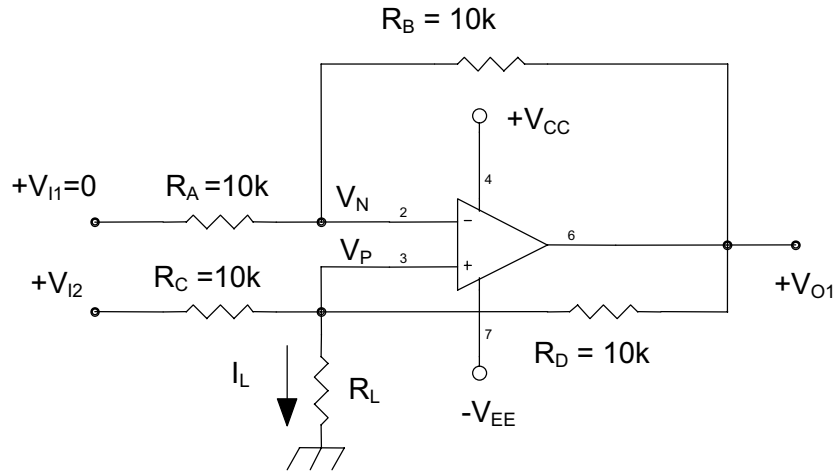 R_B = 10k
+V_CC
4
+V_I1=0
R_A =10k
V_N
2
−
6
V_P
3
+
+V_I2
R_C = 10k
+V_O1
7
R_D = 10k
I_L
R_L
-V_EE